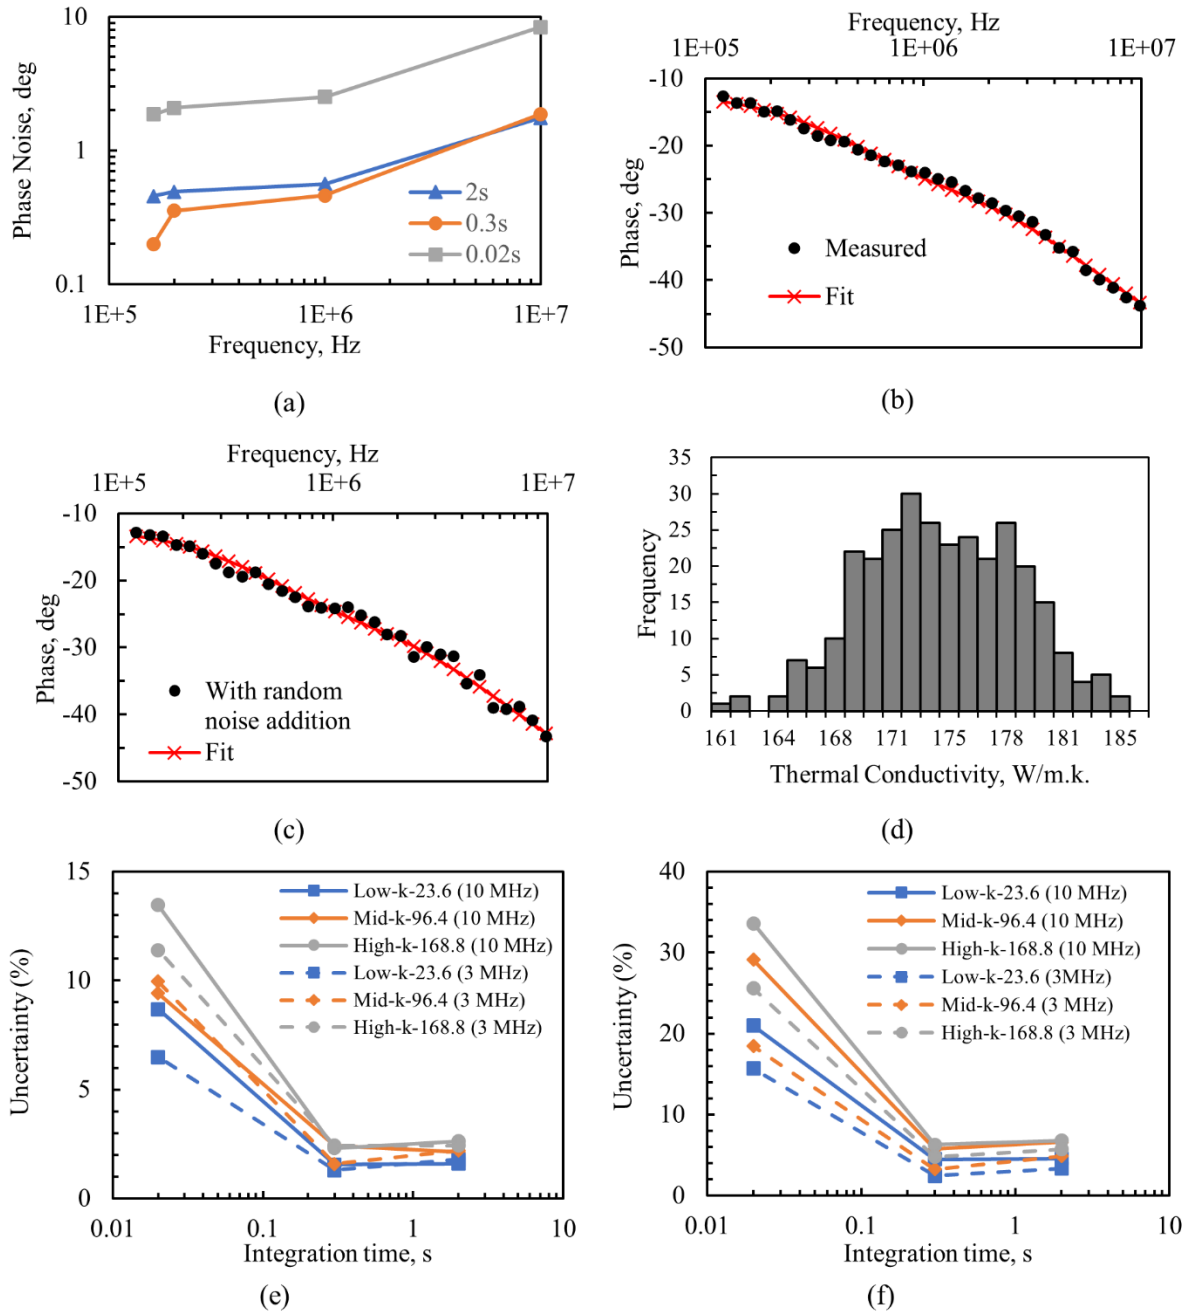 10
1
0.1
Phase Noise, deg
2s
0.3s
0.02s
1E+5
1E+6
1E+7
Frequency, Hz
(a)
Frequency, Hz
1E+05
1E+06
1E+07
-10
-20
-30
-40
-50
Phase, deg
Measured
Fit
(b)
Frequency, Hz
1E+5
1E+6
1E+7
-10
-20
-30
-40
-50
Phase, deg
With random
noise addition
Fit
(c)
35
30
25
20
15
10
5
0
Frequency
161
164
168
171
175
178
181
185
Thermal Conductivity, W/m.k.
(d)
15
10
5
0
Uncertainty (%)
Low-k-23.6 (10 MHz)
Mid-k-96.4 (10 MHz)
High-k-168.8 (10 MHz)
Low-k-23.6 (3 MHz)
Mid-k-96.4 (3 MHz)
High-k-168.8 (3 MHz)
0.01
0.1
1
10
Integration time, s
(e)
40
30
20
10
0
Uncertainty (%)
Low-k-23.6 (10 MHz)
Mid-k-96.4 (10 MHz)
High-k-168.8 (10 MHz)
Low-k-23.6 (3MHz)
Mid-k-96.4 (3 MHz)
High-k-168.8 (3 MHz)
0.01
0.1
1
10
Integration time, s
(f)